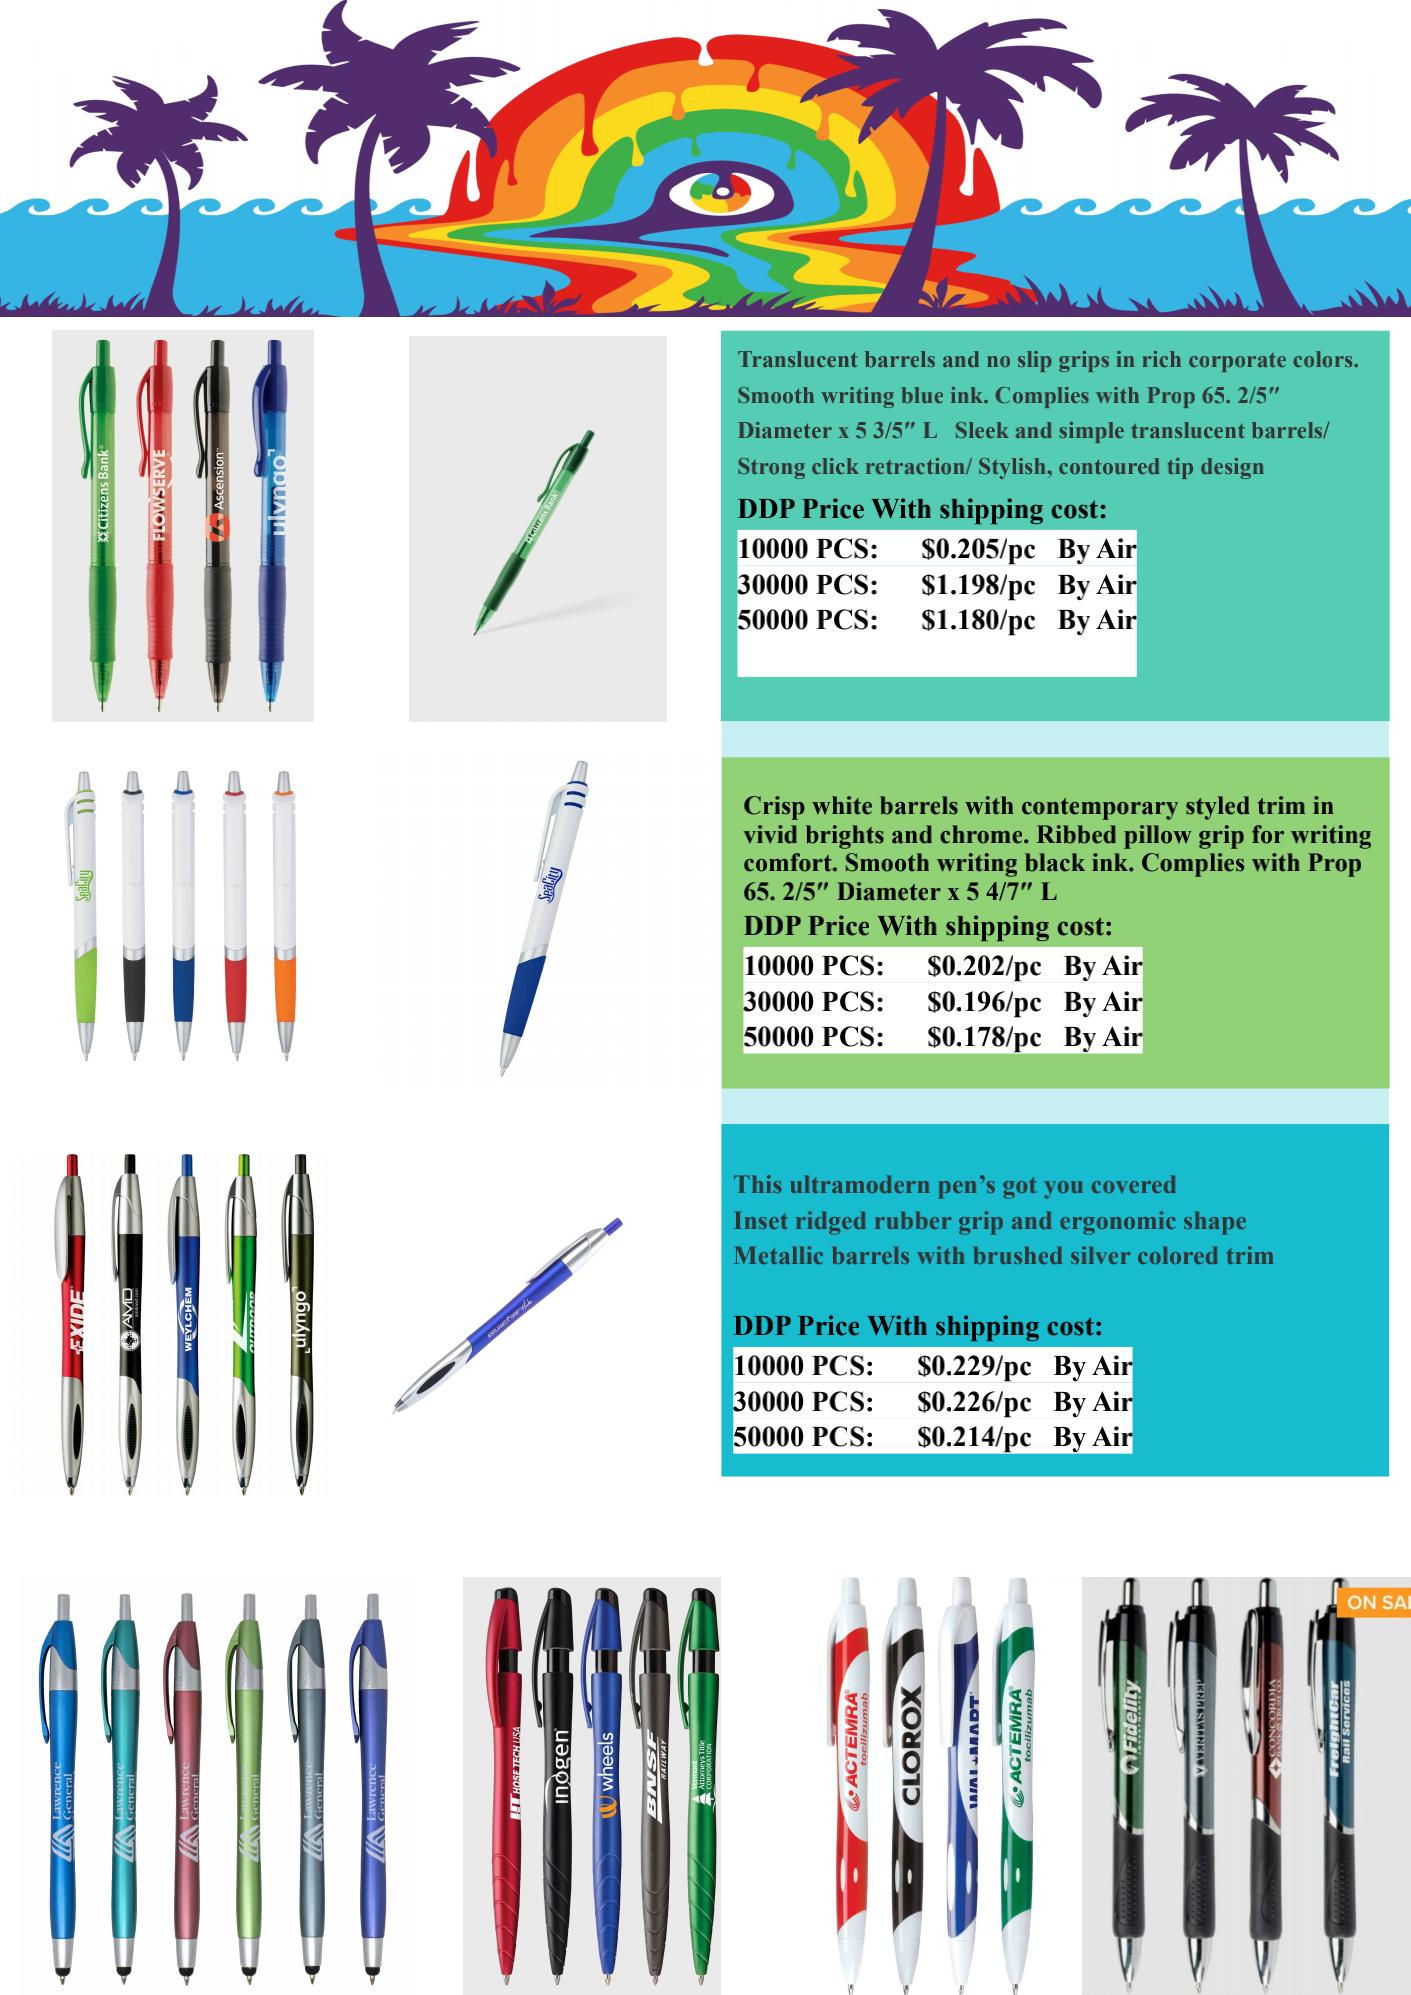 Citizens Bank
FLOWSERVE
Ascension
ulyngo
Citizens Bank
Translucent barrels and no slip grips in rich corporate colors.
Smooth writing blue ink. Complies with Prop 65. 2/5″
Diameter x 5 3/5″ L Sleek and simple translucent barrels/
Strong click retraction/ Stylish, contoured tip design
DDP Price With shipping cost:
10000 PCS: $0.205/pc By Air
30000 PCS: $1.198/pc By Air
50000 PCS: $1.180/pc By Air
SeaCity
SeaCity
Crisp white barrels with contemporary styled trim in
vivid brights and chrome. Ribbed pillow grip for writing
comfort. Smooth writing black ink. Complies with Prop
65. 2/5″ Diameter x 5 4/7″ L
DDP Price With shipping cost:
10000 PCS: $0.202/pc By Air
30000 PCS: $0.196/pc By Air
50000 PCS: $0.178/pc By Air
EXIDE
AMD
WEYLCHEM
OUTDOOR
ulyngo
This ultramodern pen’s got you covered
Inset ridged rubber grip and ergonomic shape
Metallic barrels with brushed silver colored trim
DDP Price With shipping cost:
10000 PCS: $0.229/pc By Air
30000 PCS: $0.226/pc By Air
50000 PCS: $0.214/pc By Air
Lawrence
General
Lawrence
General
Lawrence
General
Lawrence
General
Lawrence
General
Lawrence
General
HOSE TECH USA
inogen
wheels
BNSF
RAILWAY
Vermont
Attorneys Title
CORPORATION
ACTEMRA
tocilizumab
CLOROX
WAL★MART
ACTEMRA
tocilizumab
Fidelity
VERITAS PREP
CONCORDIA
FreightCar
Rail Services
ON SAL